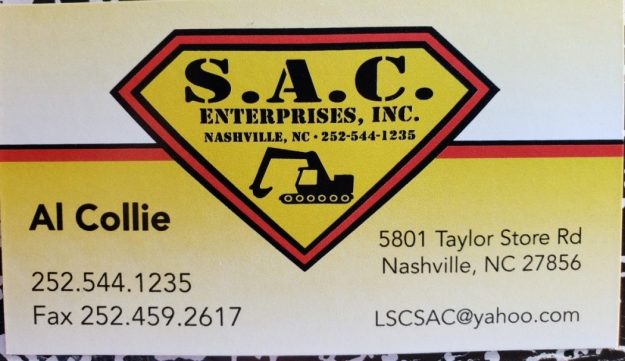 S.A.C.
ENTERPRISES, INC.
NASHVILLE, NC • 252-544-1235
Al Collie
252.544.1235
Fax 252.459.2617
5801 Taylor Store Rd
Nashville, NC 27856
LSCSAC@yahoo.com